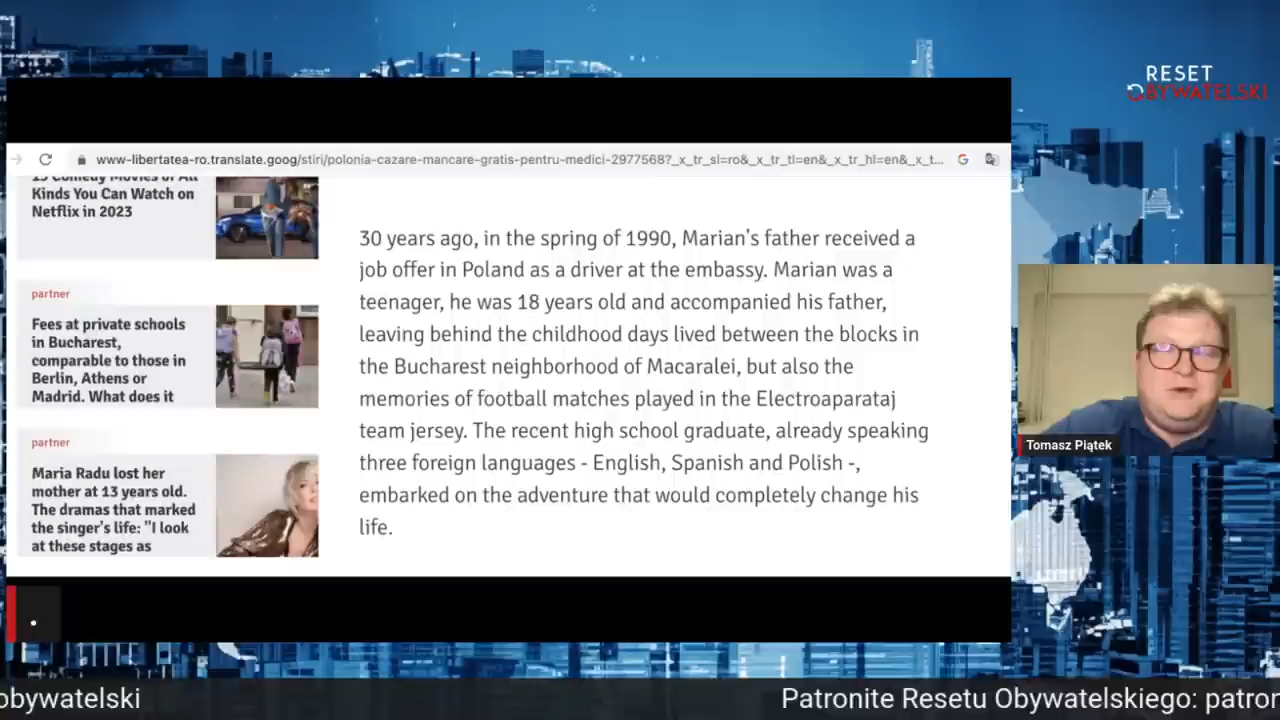 RESET
OBYWATELSKI
www-libertatea-ro.translate.goog/stiri/polonia-cazare-mancare-gratis-pentru-medici-2977568?_x_tr_sl=ro&_x_tr_tl=en&_x_tr_hl=en&_x_t...
15 Comedy Movies of All
Kinds You Can Watch on
Netflix in 2023
partner
Fees at private schools
in Bucharest,
comparable to those in
Berlin, Athens or
Madrid. What does it
partner
Maria Radu lost her
mother at 13 years old.
The dramas that marked
the singer's life: "I look
at these stages as
30 years ago, in the spring of 1990, Marian's father received a
job offer in Poland as a driver at the embassy. Marian was a
teenager, he was 18 years old and accompanied his father,
leaving behind the childhood days lived between the blocks in
the Bucharest neighborhood of Macaralei, but also the
memories of football matches played in the Electroaparataj
team jersey. The recent high school graduate, already speaking
three foreign languages - English, Spanish and Polish -,
embarked on the adventure that would completely change his
life.
Tomasz Piątek
.
obywatelski
Patronite Resetu Obywatelskiego: patron